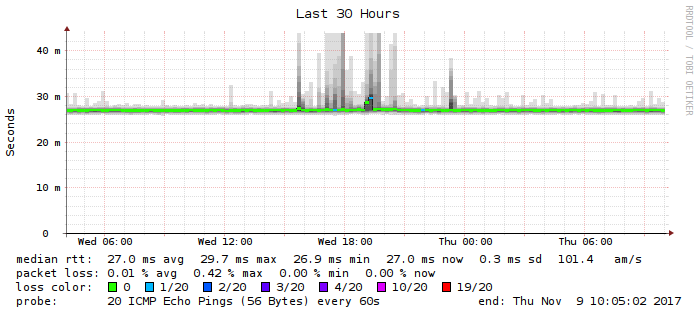 Last 30 Hours
RRDTOOL / TOBI OETIKER
Seconds
40 m
30 m
20 m
10 m
0
Wed 06:00 Wed 12:00 Wed 18:00 Thu 00:00 Thu 06:00
median rtt: 27.0 ms avg 29.7 ms max 26.9 ms min 27.0 ms now 0.3 ms sd 101.4 am/s
packet loss: 0.01 % avg 0.42 % max 0.00 % min 0.00 % now
loss color: 0 1/20 2/20 3/20 4/20 10/20 19/20
probe: 20 ICMP Echo Pings (56 Bytes) every 60s end: Thu Nov 9 10:05:02 2017